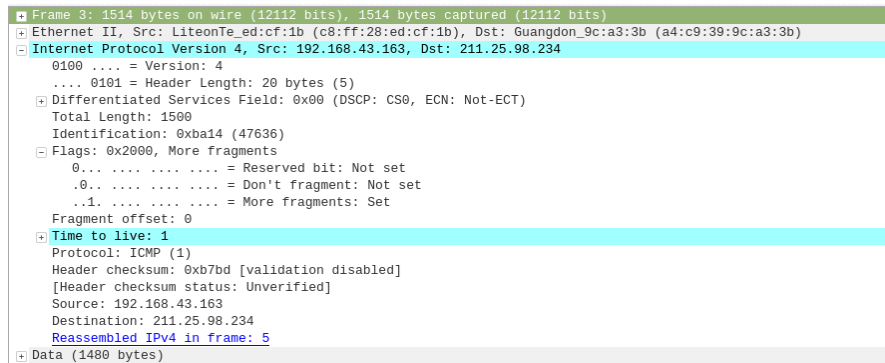 Frame 3: 1514 bytes on wire (12112 bits), 1514 bytes captured (12112 bits)
Ethernet II, Src: LiteonTe_ed:cf:1b (c8:ff:28:ed:cf:1b), Dst: Guangdon_9c:a3:3b (a4:c9:39:9c:a3:3b)
Internet Protocol Version 4, Src: 192.168.43.163, Dst: 211.25.98.234
0100 .... = Version: 4
.... 0101 = Header Length: 20 bytes (5)
Differentiated Services Field: 0x00 (DSCP: CS0, ECN: Not-ECT)
Total Length: 1500
Identification: 0xba14 (47636)
Flags: 0x2000, More fragments
0... .... .... .... = Reserved bit: Not set
.0.. .... .... .... = Don't fragment: Not set
..1. .... .... .... = More fragments: Set
Fragment offset: 0
Time to live: 1
Protocol: ICMP (1)
Header checksum: 0xb7bd [validation disabled]
[Header checksum status: Unverified]
Source: 192.168.43.163
Destination: 211.25.98.234
Reassembled IPv4 in frame: 5
Data (1480 bytes)